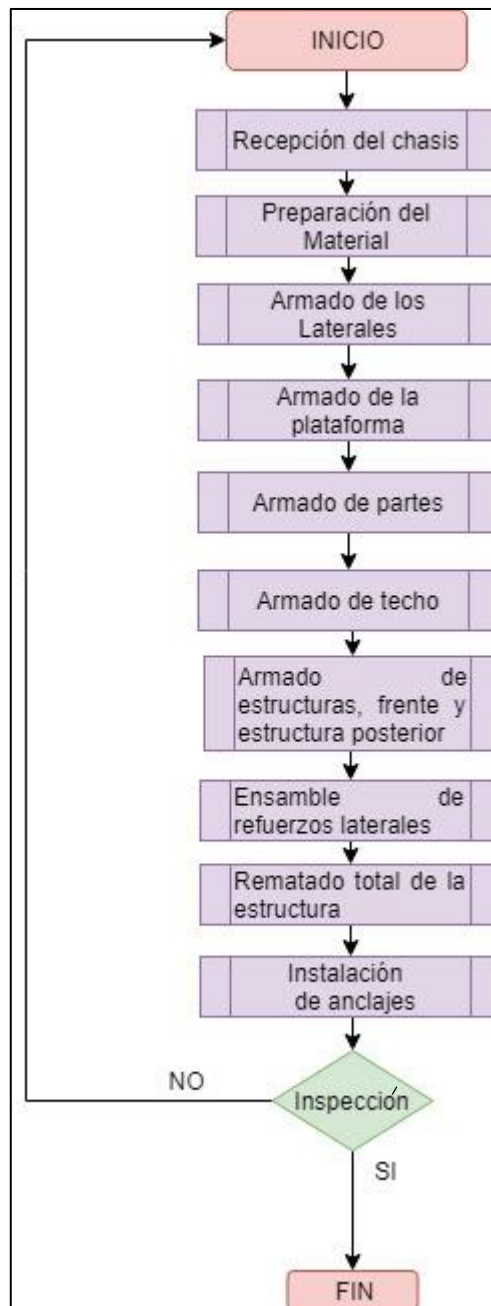 INICIO
Recepción del chasis
Preparación del
Material
Armado de los
Laterales
Armado de la
plataforma
Armado de partes
Armado de techo
Armado de
estructuras, frente y
estructura posterior
Ensamble de
refuerzos laterales
Rematado total de la
estructura
Instalación
de anclajes
NO
Inspección
SI
FIN